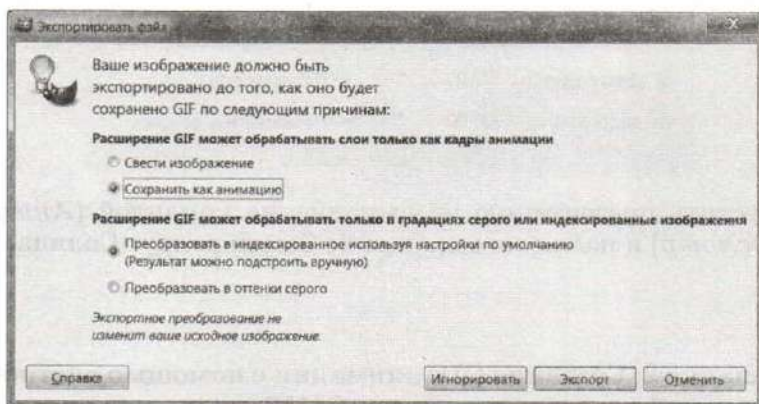 Экспортировать файл
Ваше изображение должно быть
экспортировано до того, как оно будет
сохранено GIF по следующим причинам:
Расширение GIF может обрабатывать слои только как кадры анимации
Свести изображение
Сохранить как анимацию
Расширение GIF может обрабатывать только в градациях серого или индексированные изображения
Преобразовать в индексированное используя настройки по умолчанию
(Результат можно подстроить вручную)
Преобразовать в оттенки серого
Экспортное преобразование не
изменит ваше исходное изображение.
Справка
Игнорировать
Экспорт
Отменить